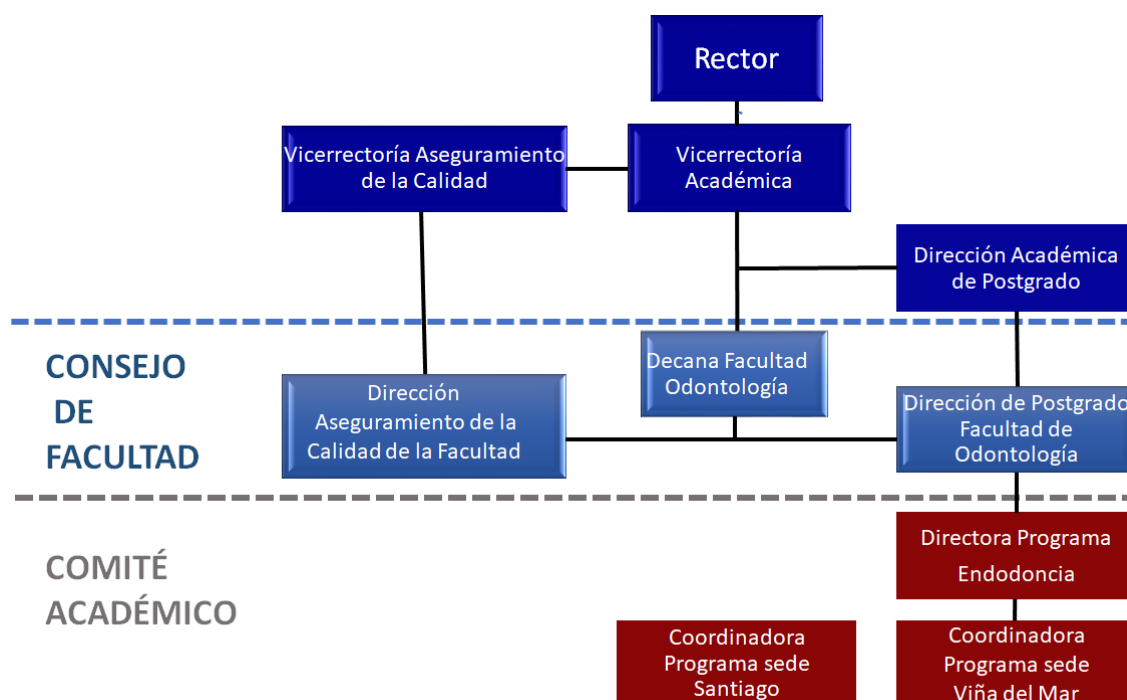 Rector
Vicerrectoría Aseguramiento
de la Calidad
Vicerrectoría
Académica
Dirección Académica
de Postgrado
CONSEJO
DE
FACULTAD
Decana Facultad
Odontología
Dirección
Aseguramiento de la
Calidad de la Facultad
Dirección de Postgrado
Facultad de
Odontología
COMITÉ
ACADÉMICO
Directora Programa
Endodoncia
Coordinadora
Programa sede
Santiago
Coordinadora
Programa sede
Viña del Mar